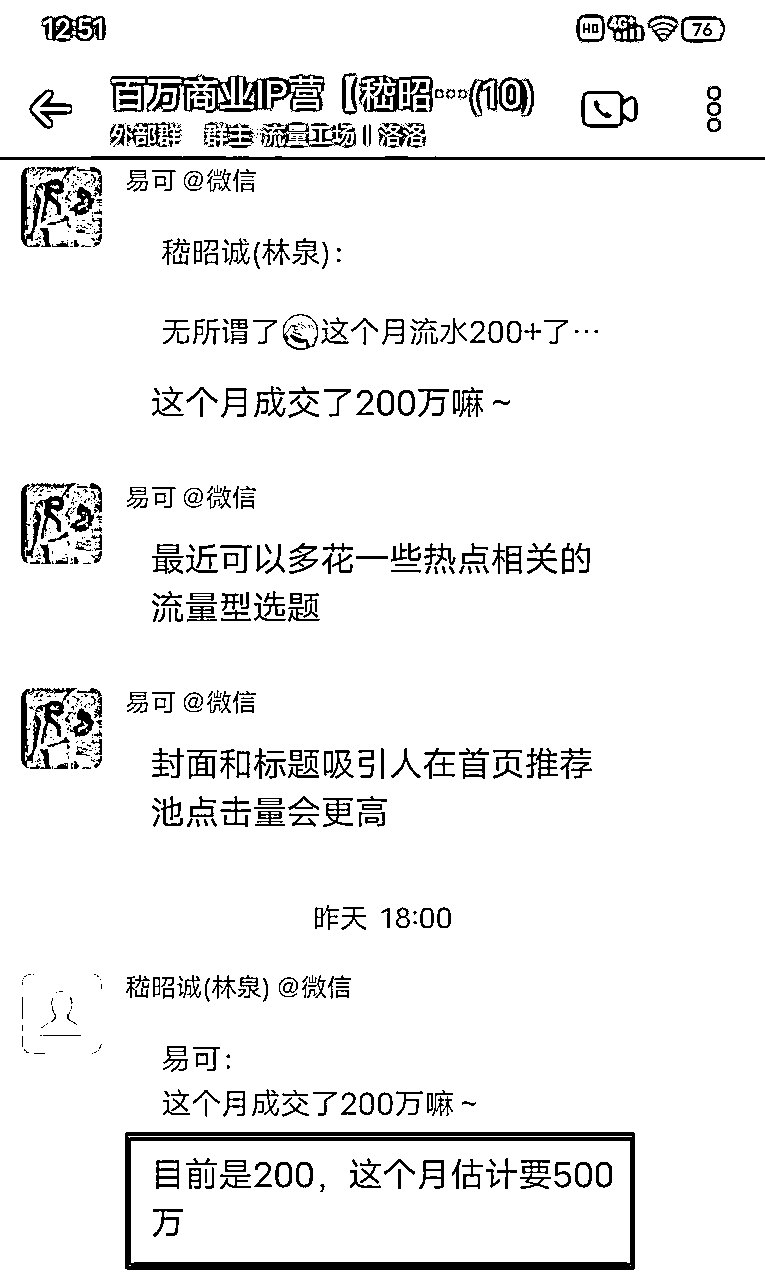 12:51
HD 4G+ 76
百万商业IP营【嵇昭…(10)
外部群 群主 流量工场 | 洛洛
易可 @微信
嵇昭诚(林泉):
无所谓了这个月流水200+了…
这个月成交了200万嘛~
易可 @微信
最近可以多花一些热点相关的
流量型选题
易可 @微信
封面和标题吸引人在首页推荐
池点击量会更高
昨天 18:00
嵇昭诚(林泉) @微信
易可:
这个月成交了200万嘛~
目前是200，这个月估计要500
万